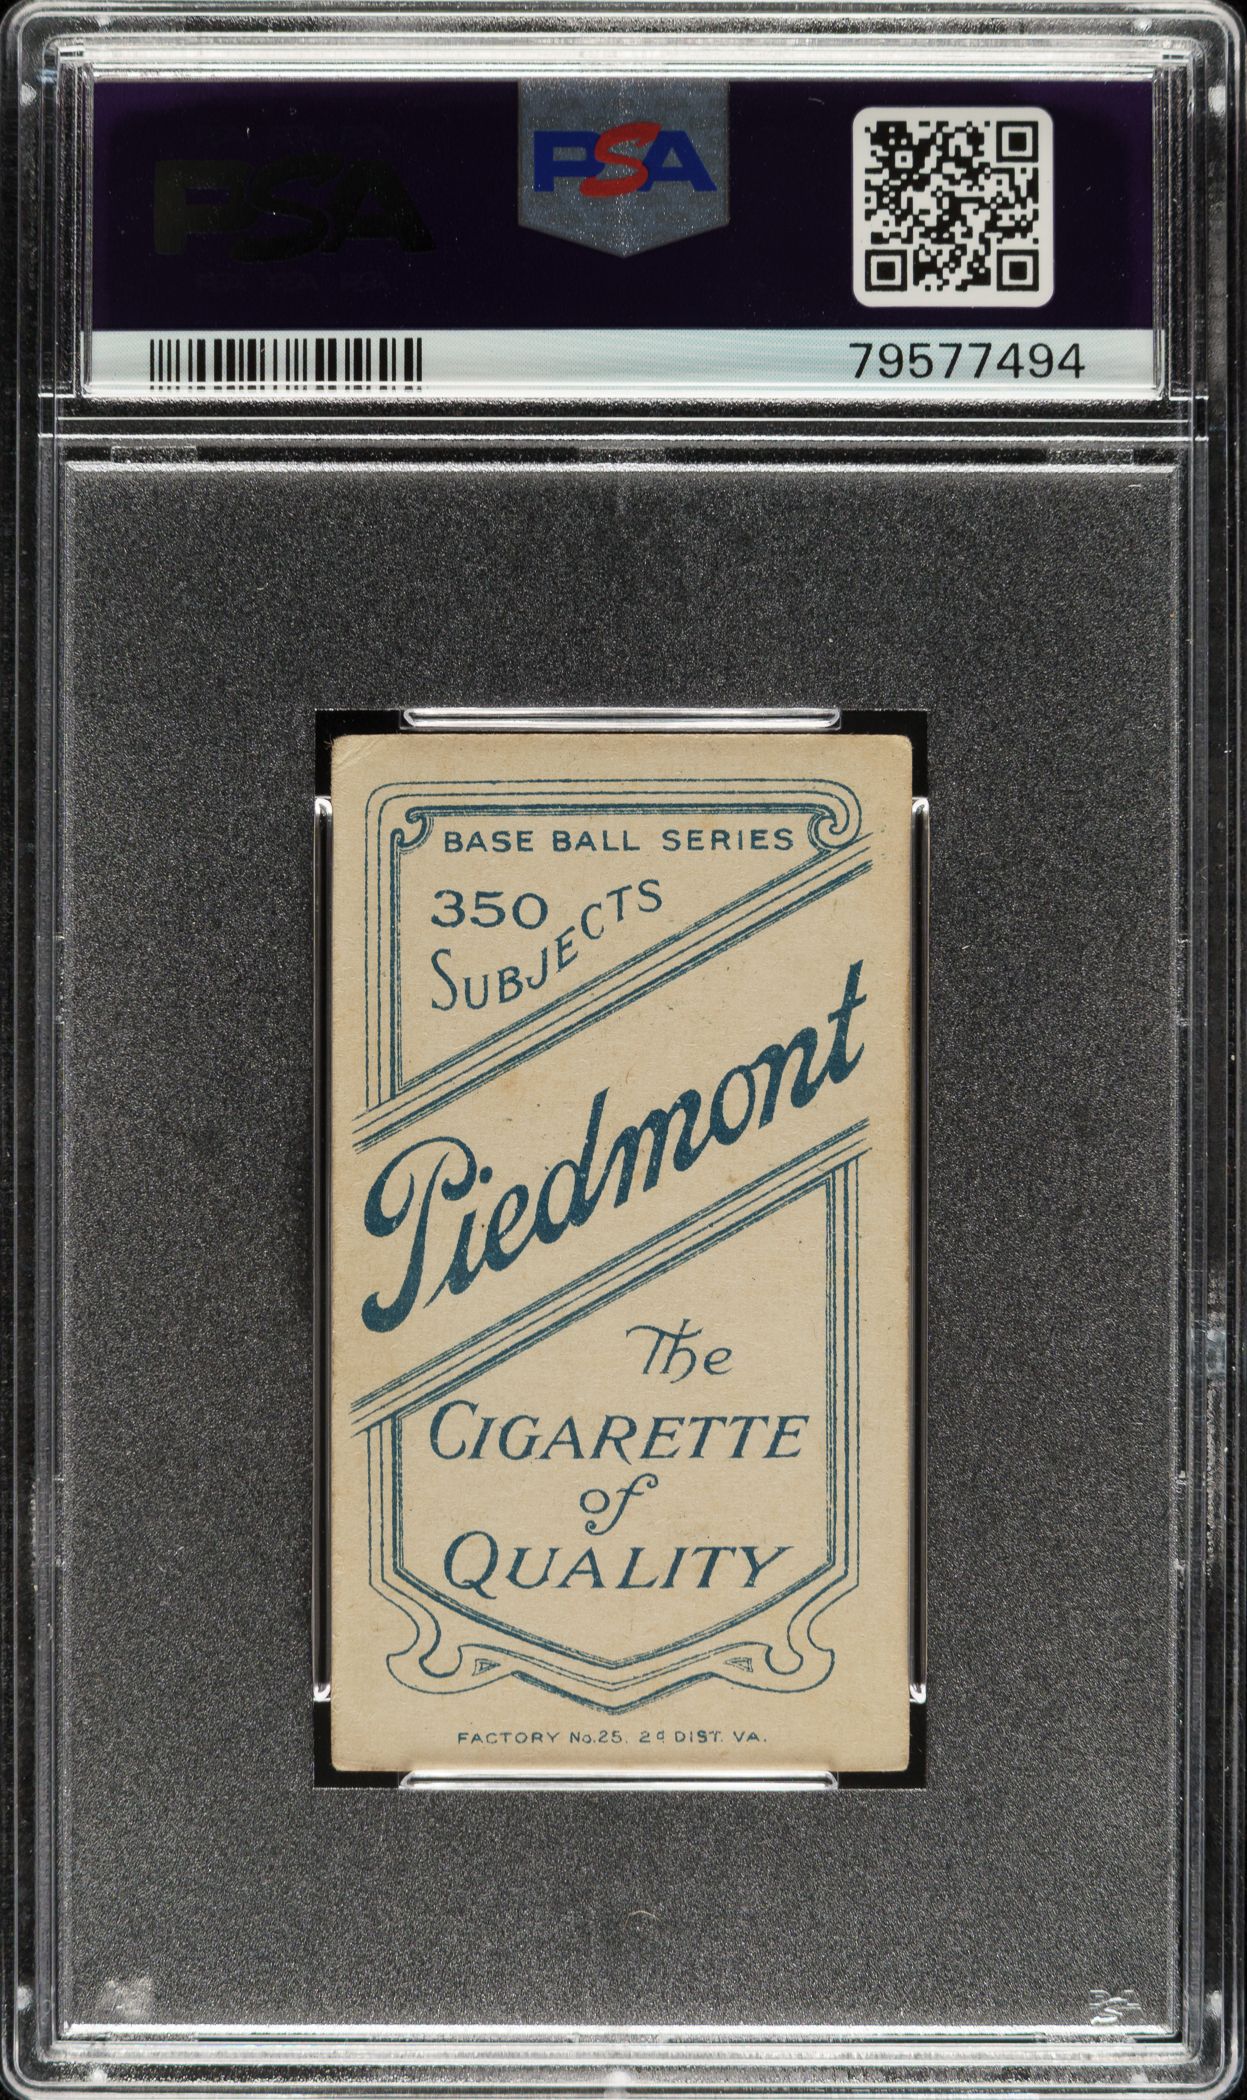 PSA
PSA
79577494
BASE BALL SERIES
350
SUBJECTS
Piedmont
The
CIGARETTE
of
QUALITY
FACTORY No.25, 2d DIST. VA.
PSA